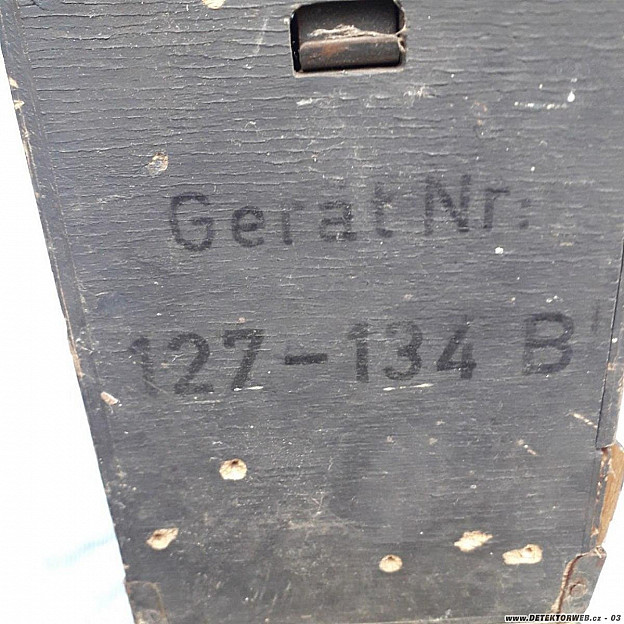 Gerät Nr:
127-134 B
www.DETEKTORWEB.cz - 03